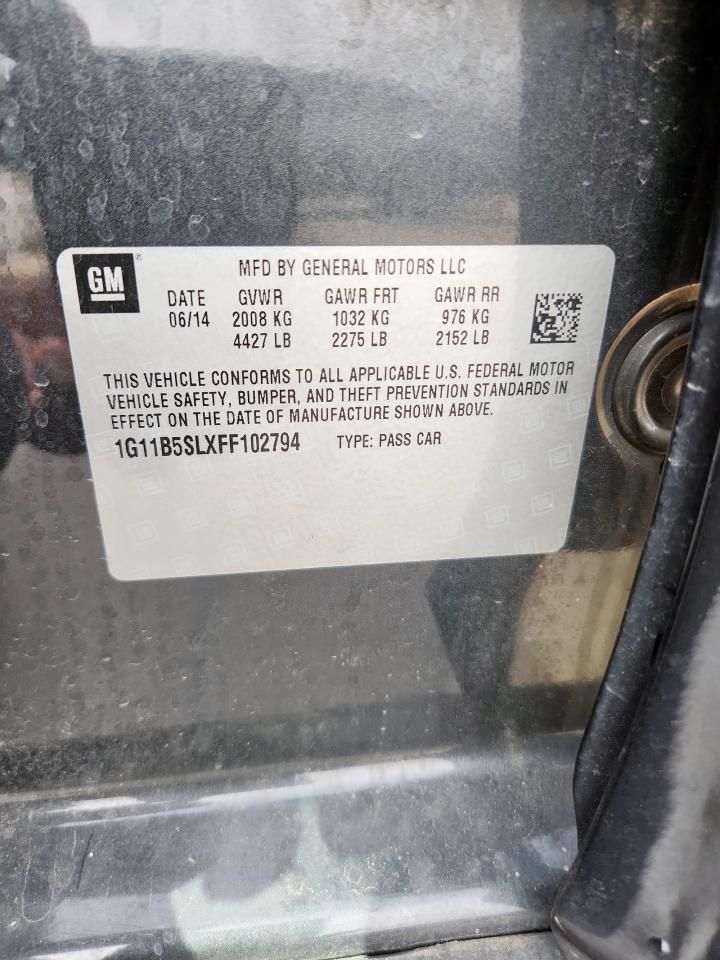 GM
MFD BY GENERAL MOTORS LLC
DATE GVWR GAWR FRT GAWR RR
06/14 2008 KG 1032 KG 976 KG
4427 LB 2275 LB 2152 LB
THIS VEHICLE CONFORMS TO ALL APPLICABLE U.S. FEDERAL MOTOR
VEHICLE SAFETY, BUMPER, AND THEFT PREVENTION STANDARDS IN
EFFECT ON THE DATE OF MANUFACTURE SHOWN ABOVE.
1G11B5SLXFF102794 TYPE: PASS CAR